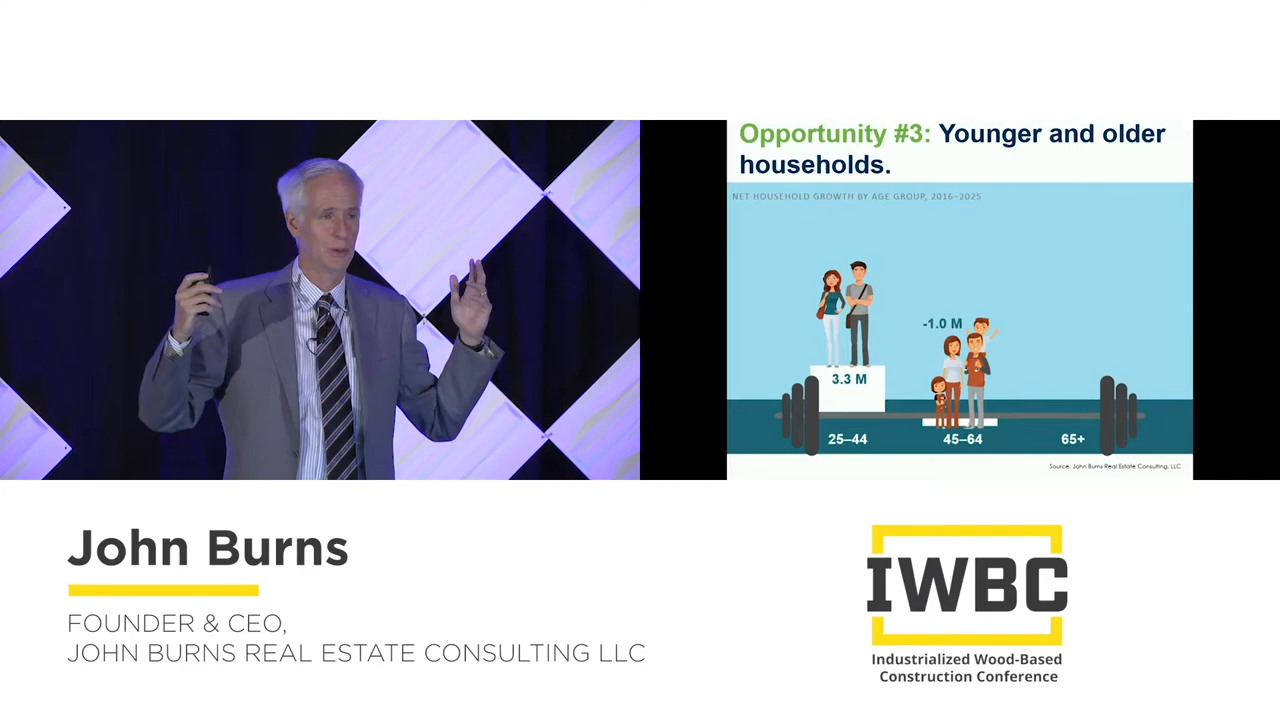 Opportunity #3: Younger and older
households.
NET HOUSEHOLD GROWTH BY AGE GROUP, 2016–2025
-1.0 M
3.3 M
25–44
45–64
65+
Source: John Burns Real Estate Consulting, LLC
John Burns
FOUNDER & CEO,
JOHN BURNS REAL ESTATE CONSULTING LLC
IWBC
Industrialized Wood-Based
Construction Conference